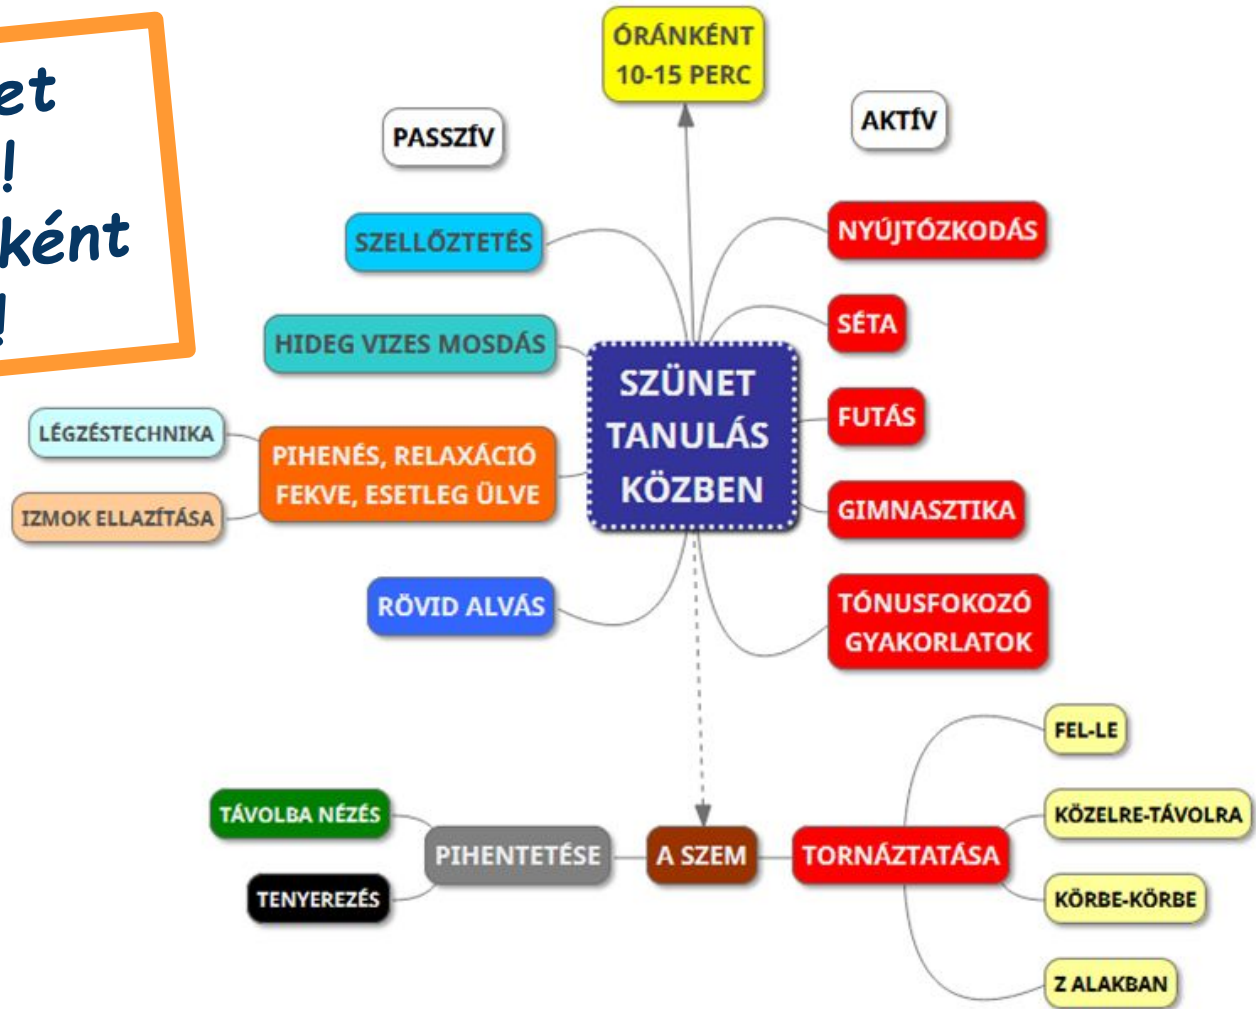 et
!
ként
!
ÓRÁNKÉNT
10-15 PERC
PASSZÍV
AKTÍV
SZELLŐZTETÉS
NYÚJTÓZKODÁS
HIDEG VIZES MOSDÁS
SÉTA
SZÜNET
TANULÁS
KÖZBEN
FUTÁS
LÉGZÉSTECHNIKA
PIHENÉS, RELAXÁCIÓ
FEKVE, ESETLEG ÜLVE
IZMOK ELLAZÍTÁSA
GIMNASZTIKA
RÖVID ALVÁS
TÓNUSFOKOZÓ
GYAKORLATOK
FEL-LE
TÁVOLBA NÉZÉS
KÖZELRE-TÁVOLRA
PIHENTETÉSE
A SZEM
TORNÁZTATÁSA
TENYEREZÉS
KÖRBE-KÖRBE
Z ALAKBAN